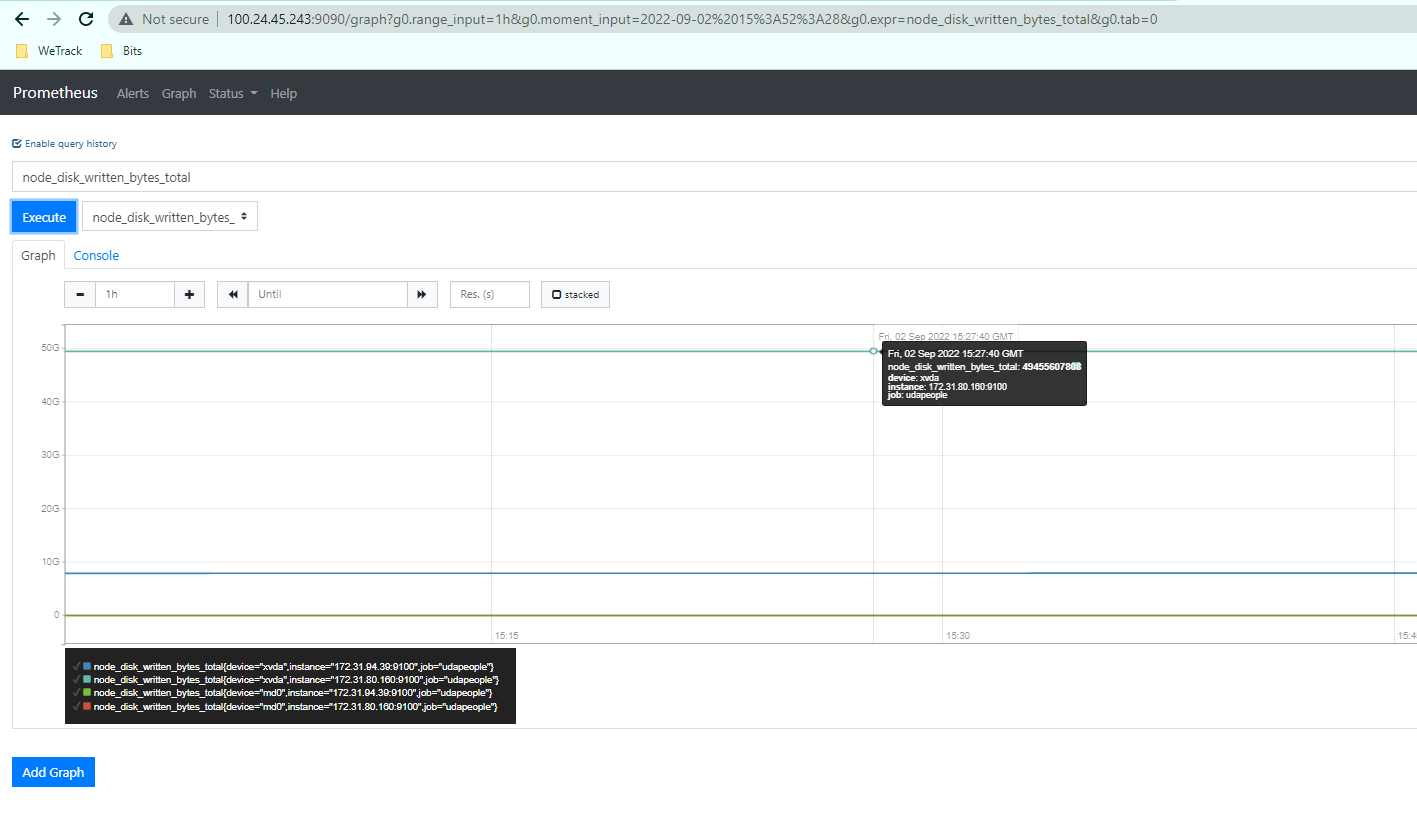 Not secure 100.24.45.243:9090/graph?g0.range_input=1h&g0.moment_input=2022-09-02%2015%3A52%3A28&g0.expr=node_disk_written_bytes_total&g0.tab=0
WeTrack Bits
Prometheus Alerts Graph Status Help
Enable query history
node_disk_written_bytes_total
Execute node_disk_written_bytes_
Graph Console
1h Until Res. (s) stacked
Fri, 02 Sep 2022 15:27:40 GMT
50G
Fri, 02 Sep 2022 15:27:40 GMT
node_disk_written_bytes_total: 49455607808
device: xvda
instance: 172.31.80.160:9100
job: udapeople
40G
30G
20G
10G
0
15:15 15:30 15:4
node_disk_written_bytes_total{device="xvda",instance="172.31.94.39:9100",job="udapeople"}
node_disk_written_bytes_total{device="xvda",instance="172.31.80.160:9100",job="udapeople"}
node_disk_written_bytes_total{device="md0",instance="172.31.94.39:9100",job="udapeople"}
node_disk_written_bytes_total{device="md0",instance="172.31.80.160:9100",job="udapeople"}
Add Graph